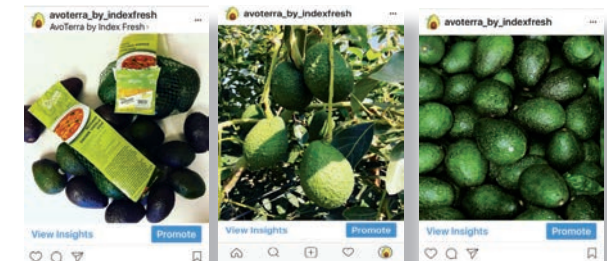 avoterra_by_indexfresh
AvoTerra by Index Fresh
View Insights
Promote
avoterra_by_indexfresh
View Insights
Promote
avoterra_by_indexfresh
View Insights
Promote